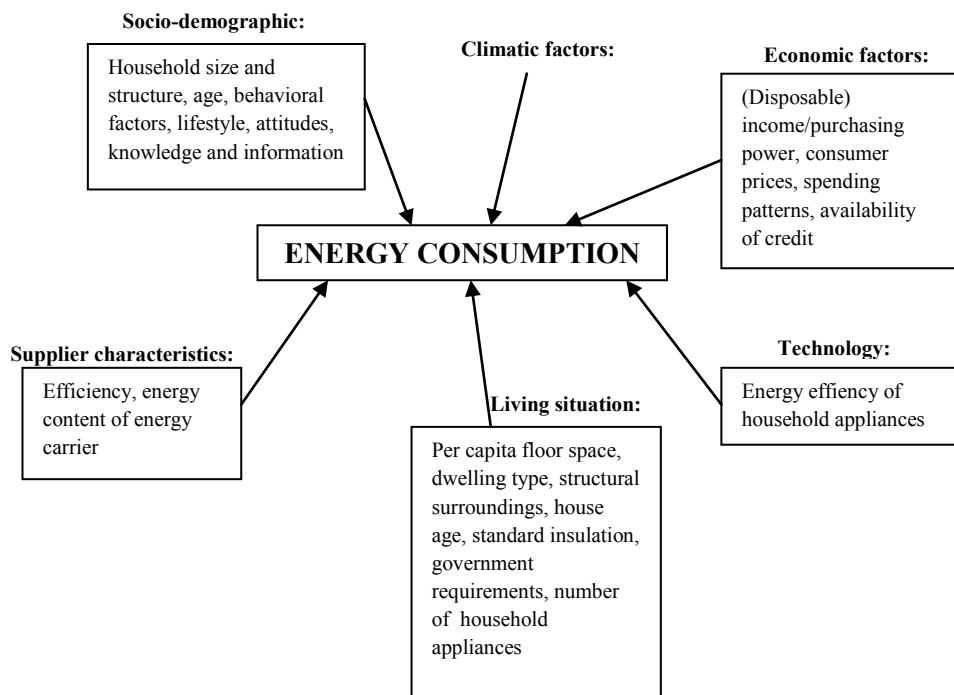 Socio-demographic:
Household size and
structure, age, behavioral
factors, lifestyle, attitudes,
knowledge and information
Climatic factors:
Economic factors:
(Disposable)
income/purchasing
power, consumer
prices, spending
patterns, availability
of credit
ENERGY CONSUMPTION
Supplier characteristics:
Efficiency, energy
content of energy
carrier
Living situation:
Per capita floor space,
dwelling type, structural
surroundings, house
age, standard insulation,
government
requirements, number
of household
appliances
Technology:
Energy effiency of
household appliances